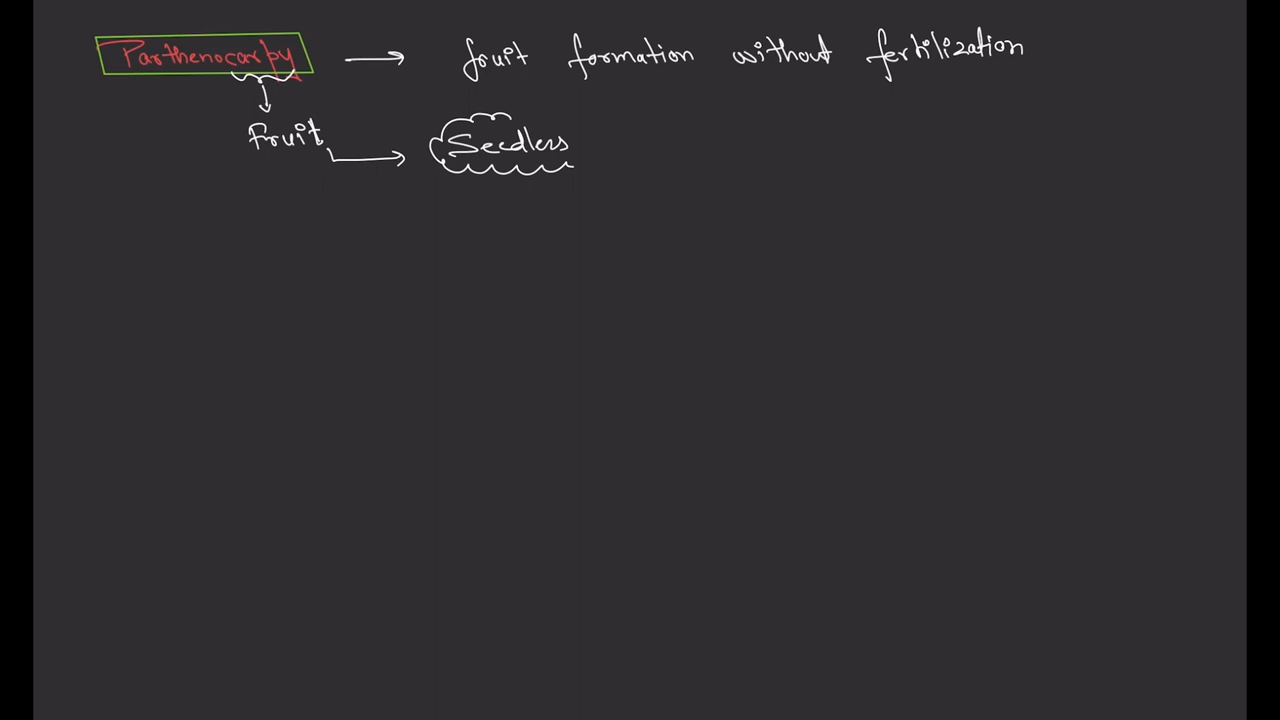 Parthenocarpy → fruit formation without fertilization
Fruit → Seedless